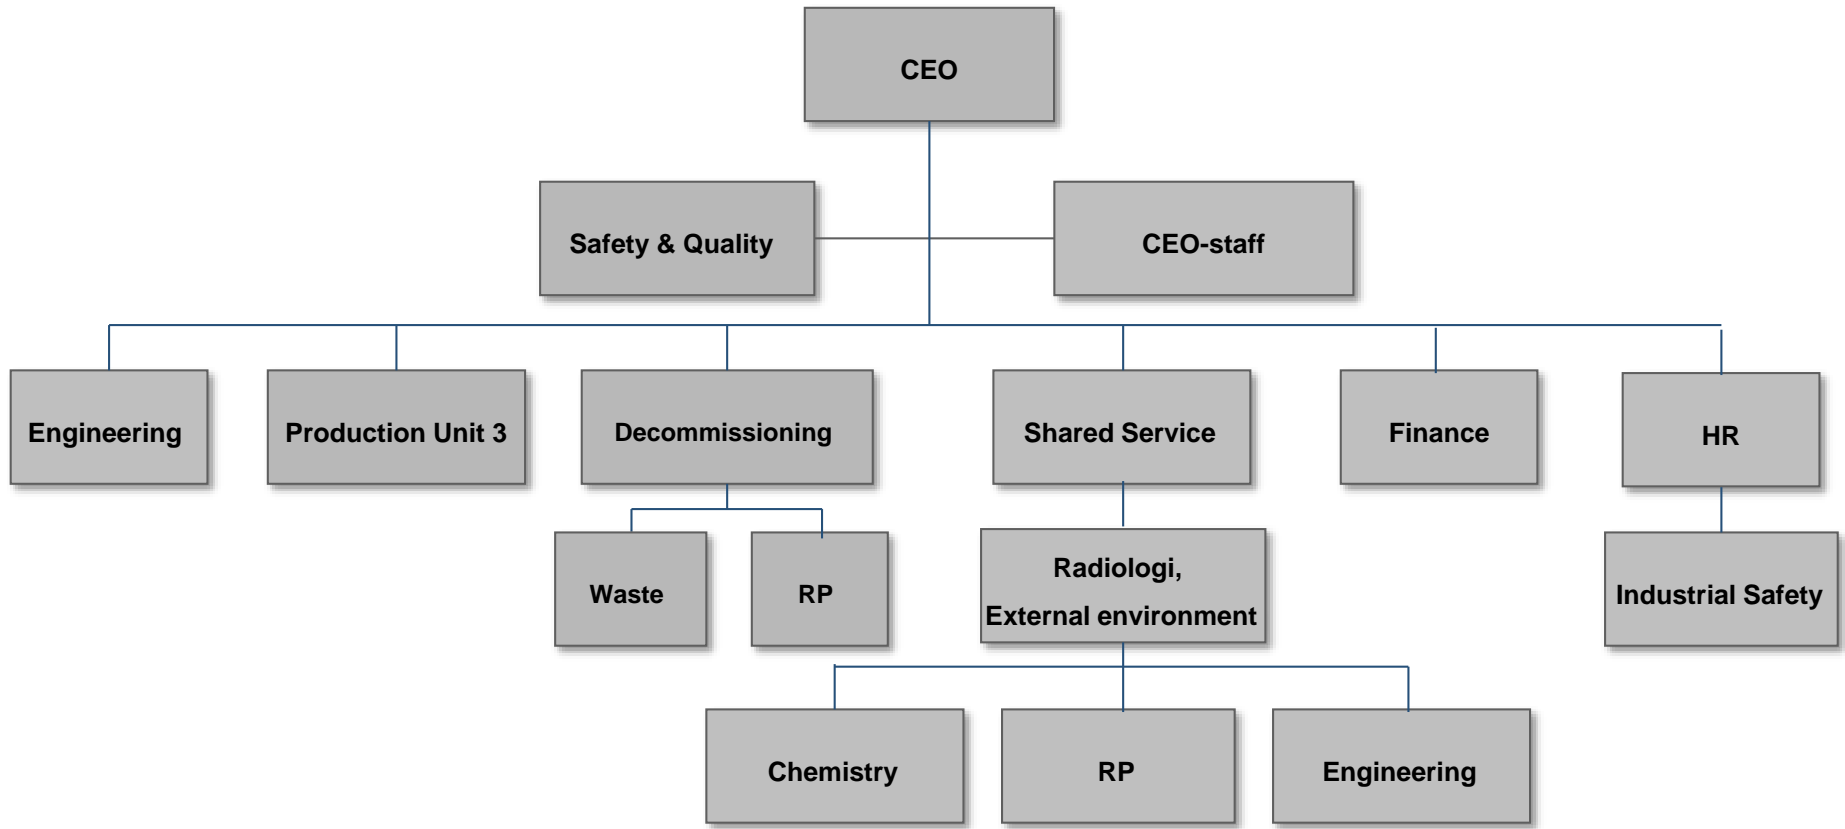 CEO
Safety & Quality
CEO-staff
Engineering
Production Unit 3
Decommissioning
Shared Service
Finance
HR
Waste
RP
Radiologi,
External environment
Industrial Safety
Chemistry
RP
Engineering